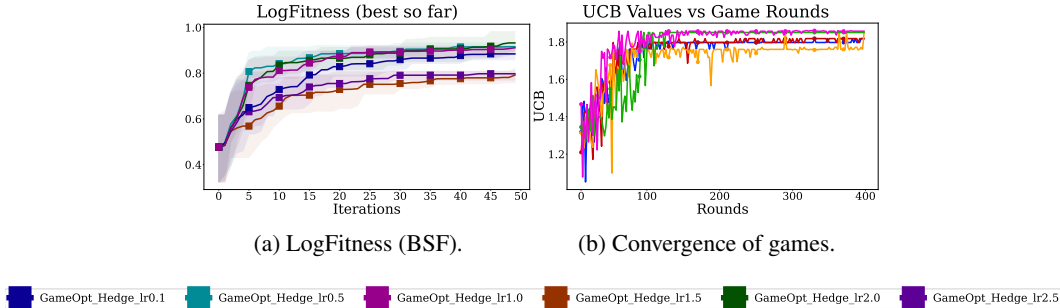 LogFitness (best so far)
1.0
0.8
0.6
0.4
0 5 10 15 20 25 30 35 40 45 50
Iterations
(a) LogFitness (BSF).
UCB Values vs Game Rounds
UCB
1.8
1.6
1.4
1.2
0 100 200 300 400
Rounds
(b) Convergence of games.
GameOpt_Hedge_lr0.1 GameOpt_Hedge_lr0.5 GameOpt_Hedge_lr1.0 GameOpt_Hedge_lr1.5 GameOpt_Hedge_lr2.0 GameOpt_Hedge_lr2.5